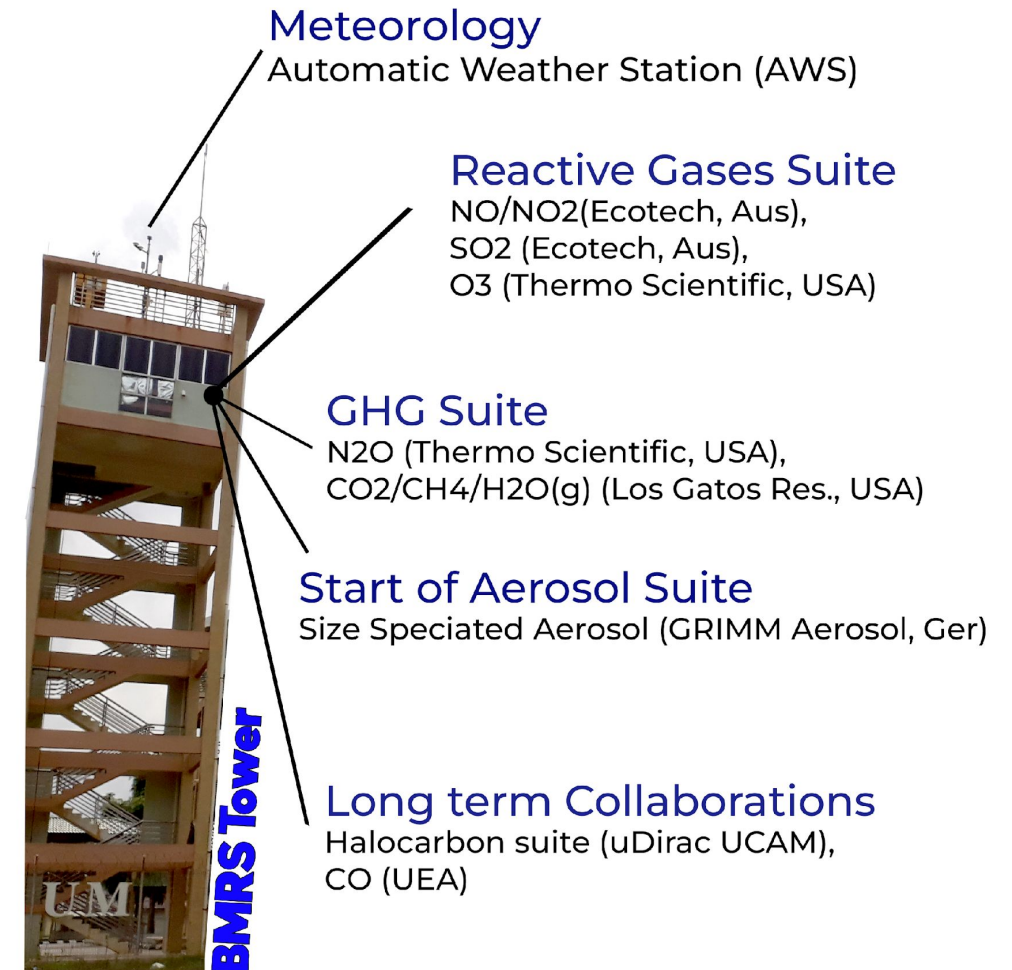 Meteorology
Automatic Weather Station (AWS)
Reactive Gases Suite
NO/NO2(Ecotech, Aus),
SO2 (Ecotech, Aus),
O3 (Thermo Scientific, USA)
GHG Suite
N2O (Thermo Scientific, USA),
CO2/CH4/H2O(g) (Los Gatos Res., USA)
Start of Aerosol Suite
Size Speciated Aerosol (GRIMM Aerosol, Ger)
Long term Collaborations
Halocarbon suite (uDirac UCAM),
CO (UEA)
BMRS Tower
UM